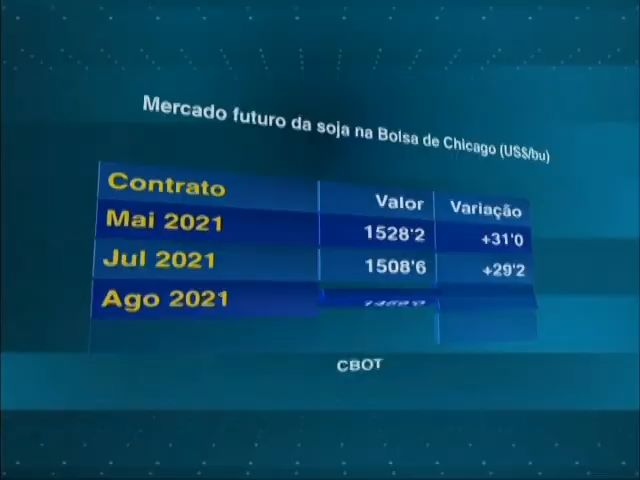 Mercado futuro da soja na Bolsa de Chicago (US$/bu)
Contrato Valor Variação
Mai 2021 1528'2 +31'0
Jul 2021 1508'6 +29'2
Ago 2021
CBOT